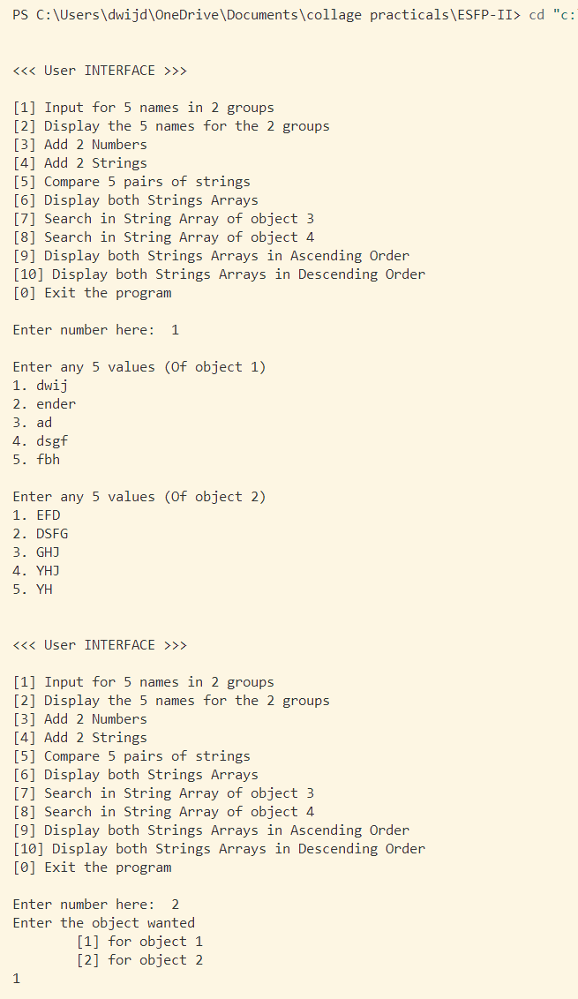 PS C:\Users\dwijd\OneDrive\Documents\collage practicals\ESFP-II> cd "c:
<<< User INTERFACE >>>
[1] Input for 5 names in 2 groups
[2] Display the 5 names for the 2 groups
[3] Add 2 Numbers
[4] Add 2 Strings
[5] Compare 5 pairs of strings
[6] Display both Strings Arrays
[7] Search in String Array of object 3
[8] Search in String Array of object 4
[9] Display both Strings Arrays in Ascending Order
[10] Display both Strings Arrays in Descending Order
[0] Exit the program
Enter number here:  1
Enter any 5 values (Of object 1)
1. dwij
2. ender
3. ad
4. dsgf
5. fbh
Enter any 5 values (Of object 2)
1. EFD
2. DSFG
3. GHJ
4. YHJ
5. YH
<<< User INTERFACE >>>
[1] Input for 5 names in 2 groups
[2] Display the 5 names for the 2 groups
[3] Add 2 Numbers
[4] Add 2 Strings
[5] Compare 5 pairs of strings
[6] Display both Strings Arrays
[7] Search in String Array of object 3
[8] Search in String Array of object 4
[9] Display both Strings Arrays in Ascending Order
[10] Display both Strings Arrays in Descending Order
[0] Exit the program
Enter number here:  2
Enter the object wanted
[1] for object 1
[2] for object 2
1